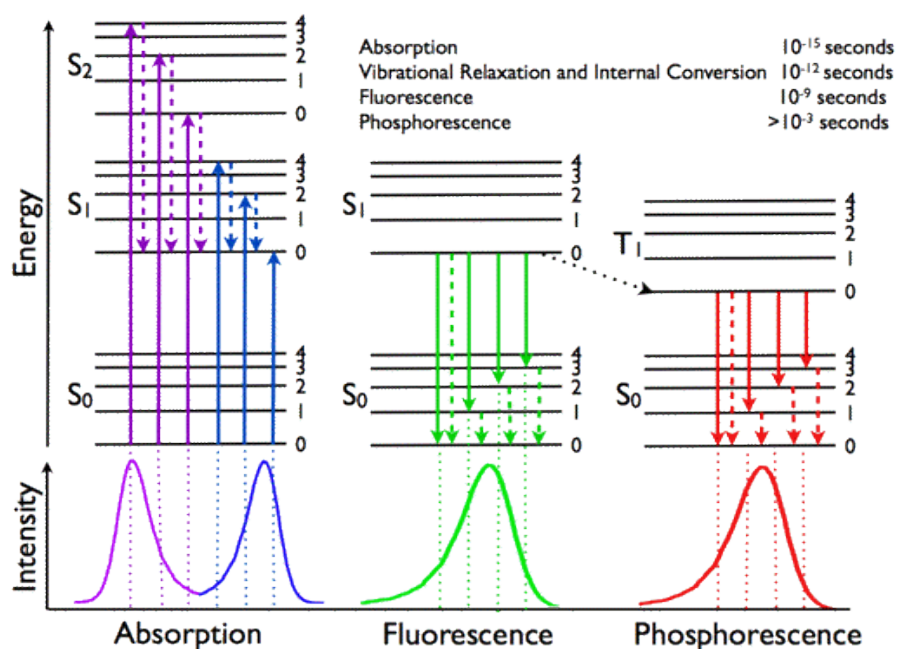 Absorption 10⁻¹⁵ seconds
Vibrational Relaxation and Internal Conversion 10⁻¹² seconds
Fluorescence 10⁻⁹ seconds
Phosphorescence >10⁻³ seconds
Energy
S₂
4
3
2
1
0
S₁
4
3
2
1
0
S₀
4
3
2
1
0
S₁
4
3
2
1
0
S₀
4
3
2
1
0
T₁
4
3
2
1
0
S₀
4
3
2
1
0
Intensity
Absorption
Fluorescence
Phosphorescence